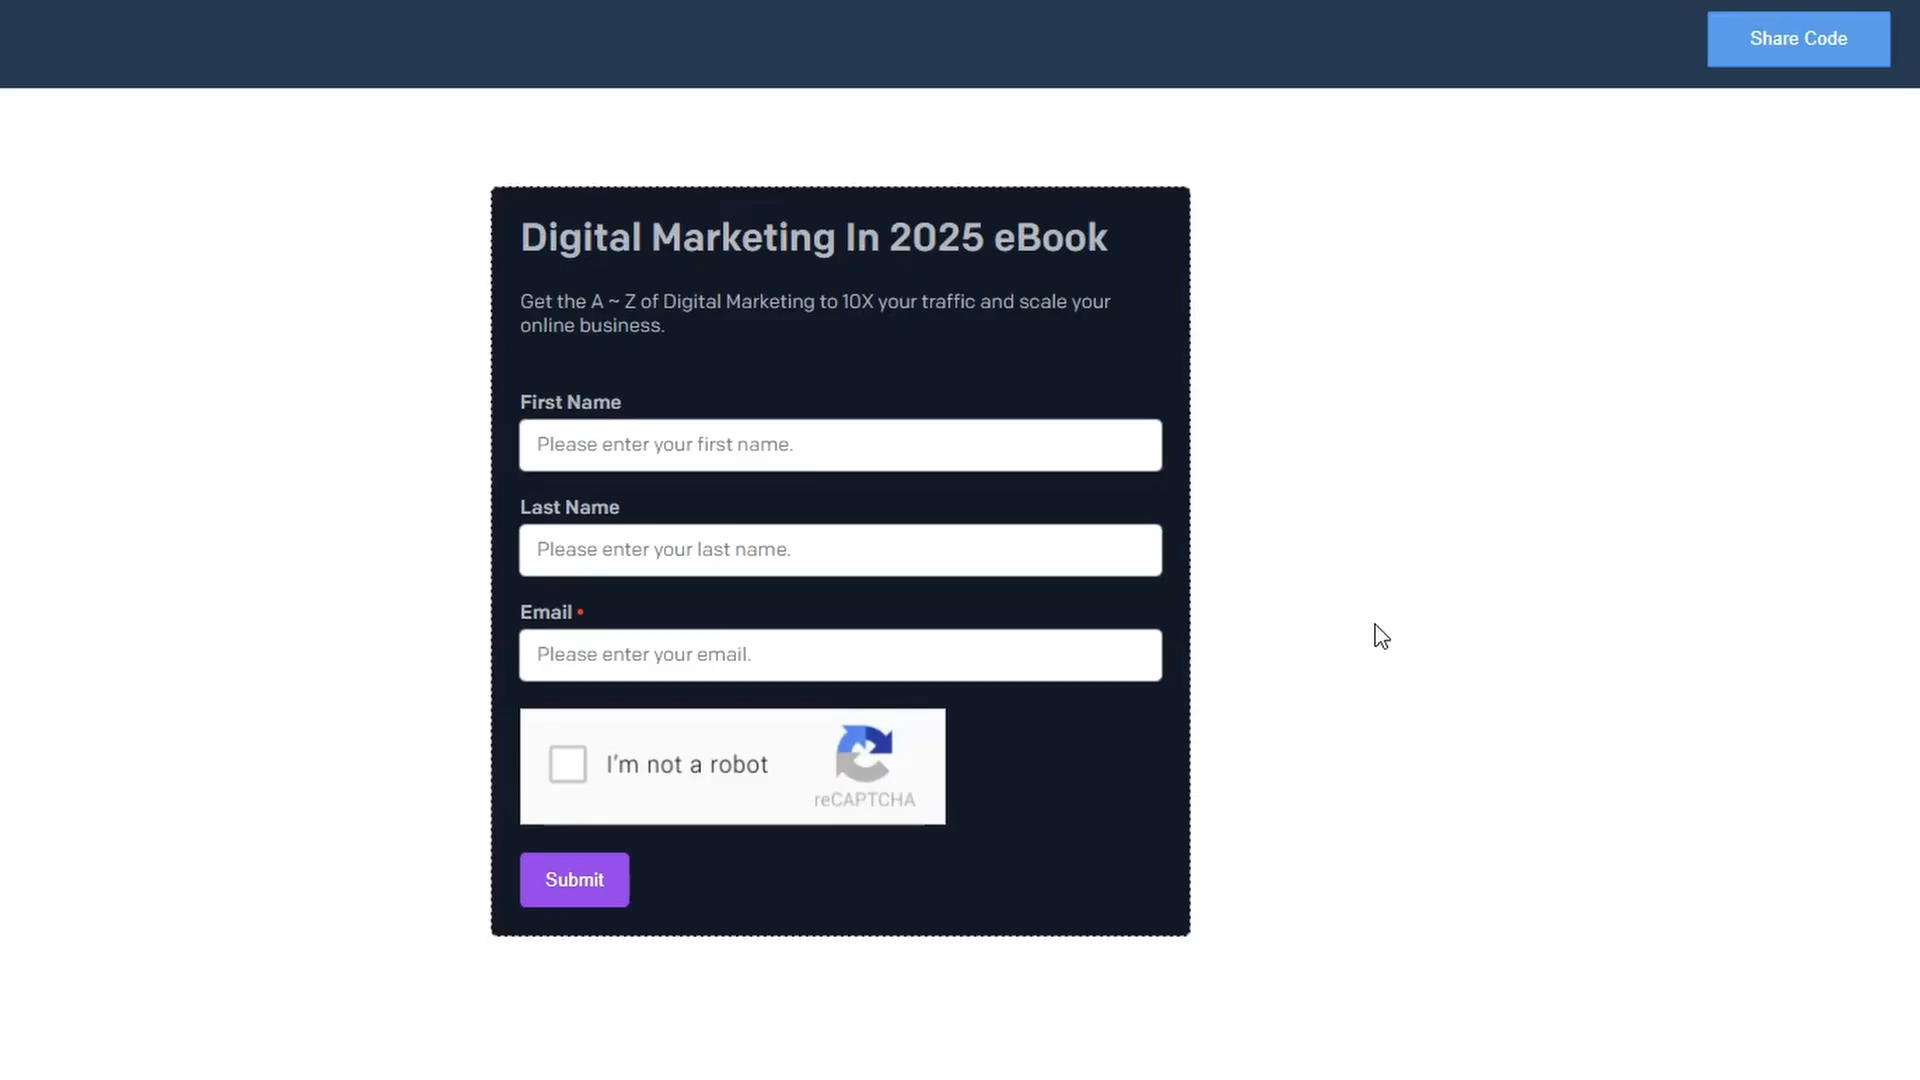 Share Code
Digital Marketing In 2025 eBook
Get the A ~ Z of Digital Marketing to 10X your traffic and scale your
online business.
First Name
Please enter your first name.
Last Name
Please enter your last name.
Email •
Please enter your email.
I'm not a robot
reCAPTCHA
Submit